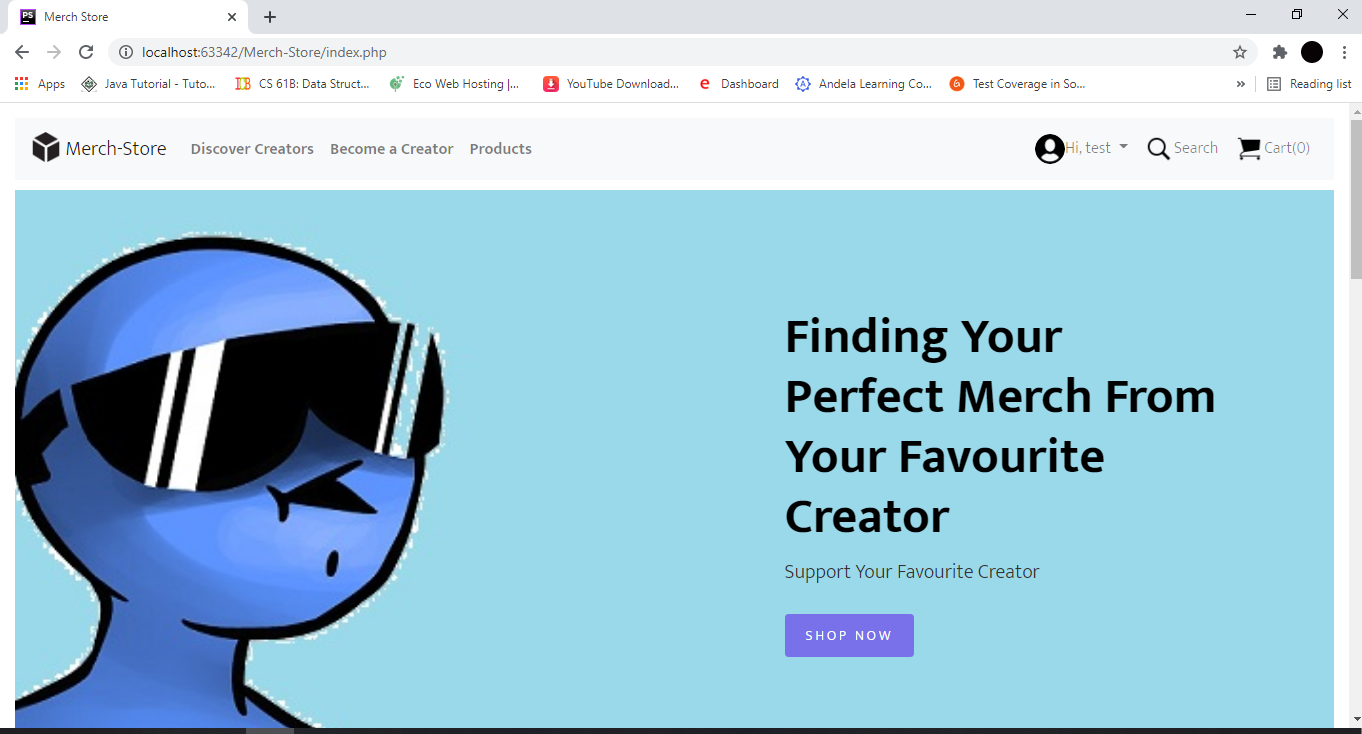 PS Merch Store
localhost:63342/Merch-Store/index.php
Apps Java Tutorial - Tuto... CS 61B: Data Struct... Eco Web Hosting |... YouTube Download... Dashboard Andela Learning Co... Test Coverage in So... » Reading list
Merch-Store Discover Creators Become a Creator Products Hi, test Search Cart(0)
Finding Your
Perfect Merch From
Your Favourite
Creator
Support Your Favourite Creator
SHOP NOW